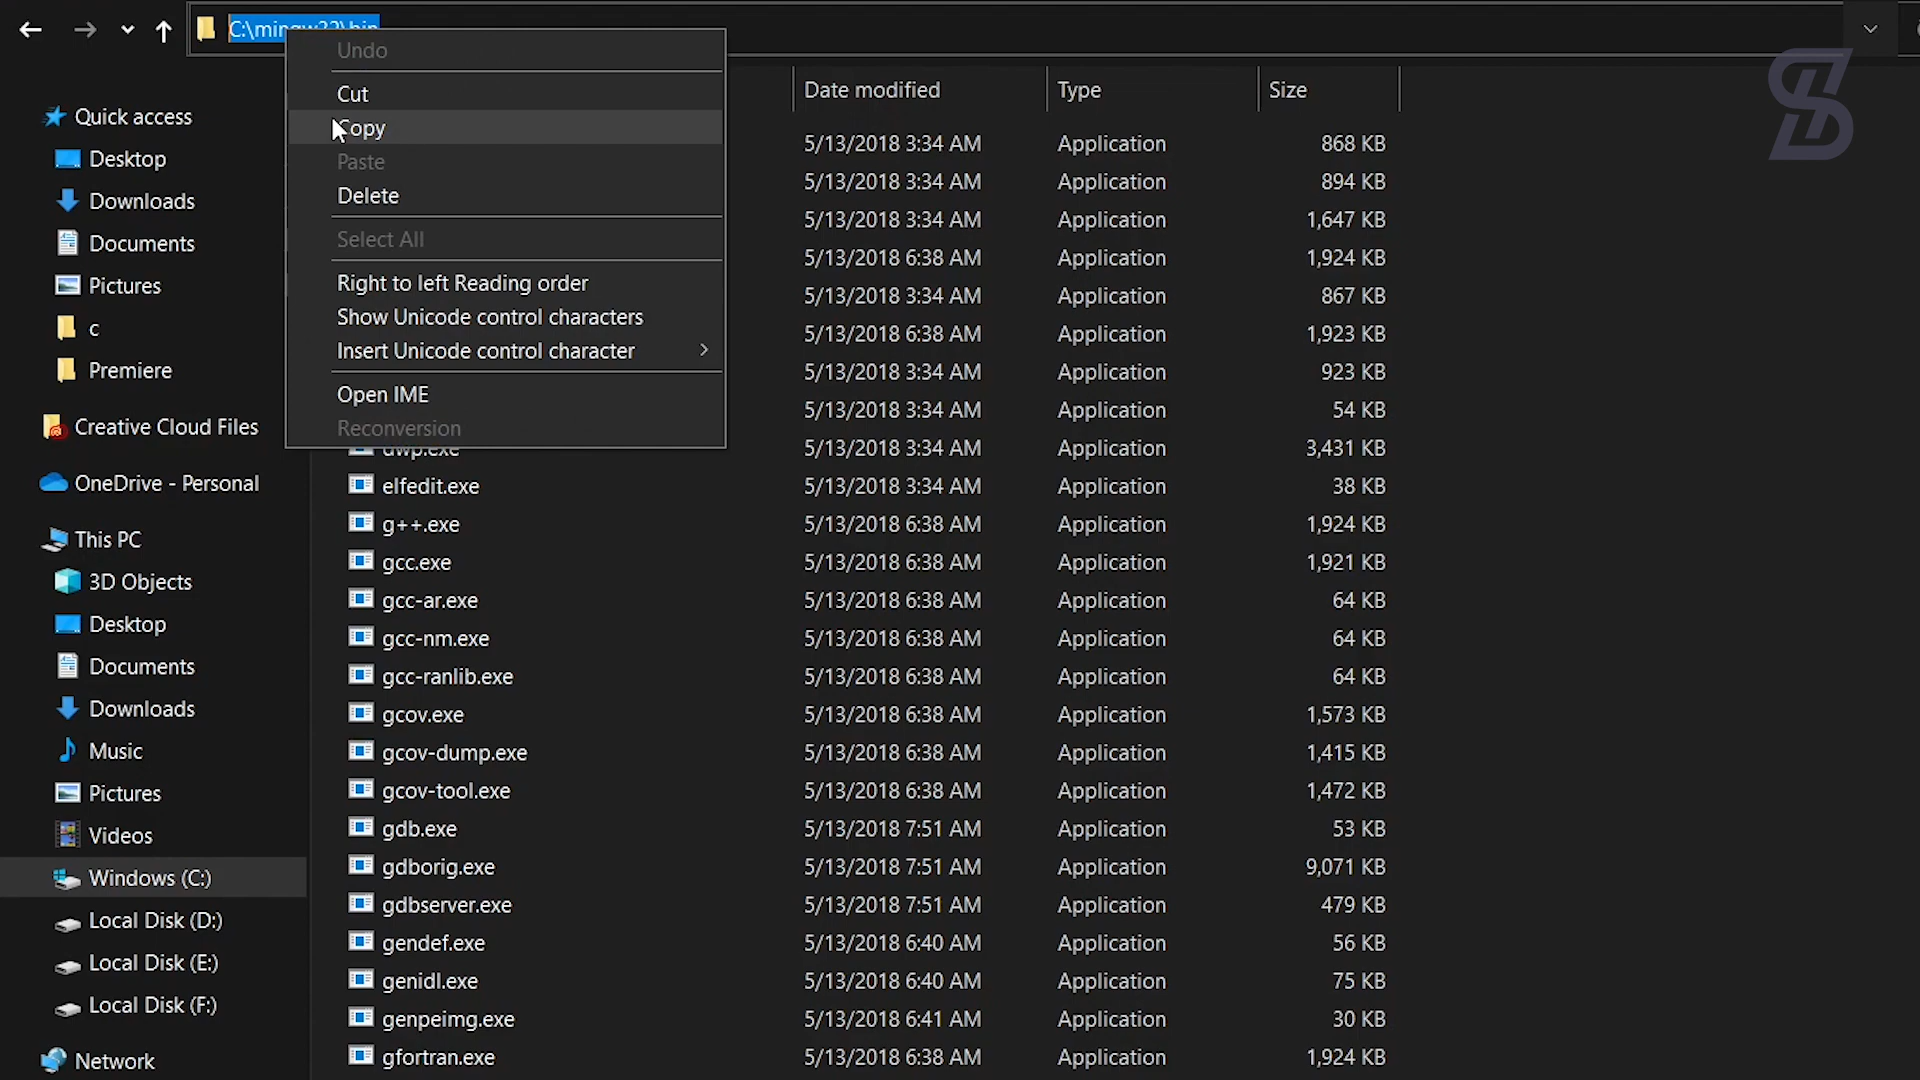 C:\mingw32\bin
Undo
Cut
Copy
Paste
Delete
Select All
Right to left Reading order
Show Unicode control characters
Insert Unicode control character
Open IME
Reconversion
Quick access
Desktop
Downloads
Documents
Pictures
c
Premiere
Creative Cloud Files
OneDrive - Personal
This PC
3D Objects
Desktop
Documents
Downloads
Music
Pictures
Videos
Windows (C:)
Local Disk (D:)
Local Disk (E:)
Local Disk (F:)
Network
Date modified Type Size
5/13/2018 3:34 AM Application 868 KB
5/13/2018 3:34 AM Application 894 KB
5/13/2018 3:34 AM Application 1,647 KB
5/13/2018 6:38 AM Application 1,924 KB
5/13/2018 3:34 AM Application 867 KB
5/13/2018 6:38 AM Application 1,923 KB
5/13/2018 3:34 AM Application 923 KB
5/13/2018 3:34 AM Application 54 KB
dwp.exe 5/13/2018 3:34 AM Application 3,431 KB
elfedit.exe 5/13/2018 3:34 AM Application 38 KB
g++.exe 5/13/2018 6:38 AM Application 1,924 KB
gcc.exe 5/13/2018 6:38 AM Application 1,921 KB
gcc-ar.exe 5/13/2018 6:38 AM Application 64 KB
gcc-nm.exe 5/13/2018 6:38 AM Application 64 KB
gcc-ranlib.exe 5/13/2018 6:38 AM Application 64 KB
gcov.exe 5/13/2018 6:38 AM Application 1,573 KB
gcov-dump.exe 5/13/2018 6:38 AM Application 1,415 KB
gcov-tool.exe 5/13/2018 6:38 AM Application 1,472 KB
gdb.exe 5/13/2018 7:51 AM Application 53 KB
gdborig.exe 5/13/2018 7:51 AM Application 9,071 KB
gdbserver.exe 5/13/2018 7:51 AM Application 479 KB
gendef.exe 5/13/2018 6:40 AM Application 56 KB
genidl.exe 5/13/2018 6:40 AM Application 75 KB
genpeimg.exe 5/13/2018 6:41 AM Application 30 KB
gfortran.exe 5/13/2018 6:38 AM Application 1,924 KB